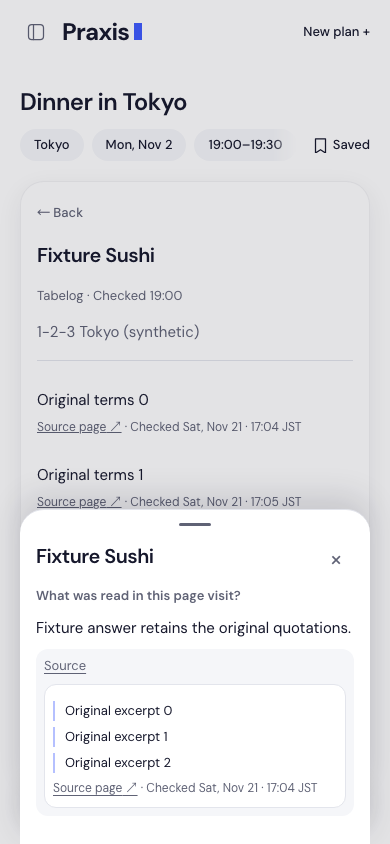 Praxis
New plan +
Dinner in Tokyo
Tokyo
Mon, Nov 2
19:00–19:30
Saved
← Back
Fixture Sushi
Tabelog · Checked 19:00
1-2-3 Tokyo (synthetic)
Original terms 0
Source page ↗ · Checked Sat, Nov 21 · 17:04 JST
Original terms 1
Source page ↗ · Checked Sat, Nov 21 · 17:05 JST
Fixture Sushi
×
What was read in this page visit?
Fixture answer retains the original quotations.
Source
Original excerpt 0
Original excerpt 1
Original excerpt 2
Source page ↗ · Checked Sat, Nov 21 · 17:04 JST